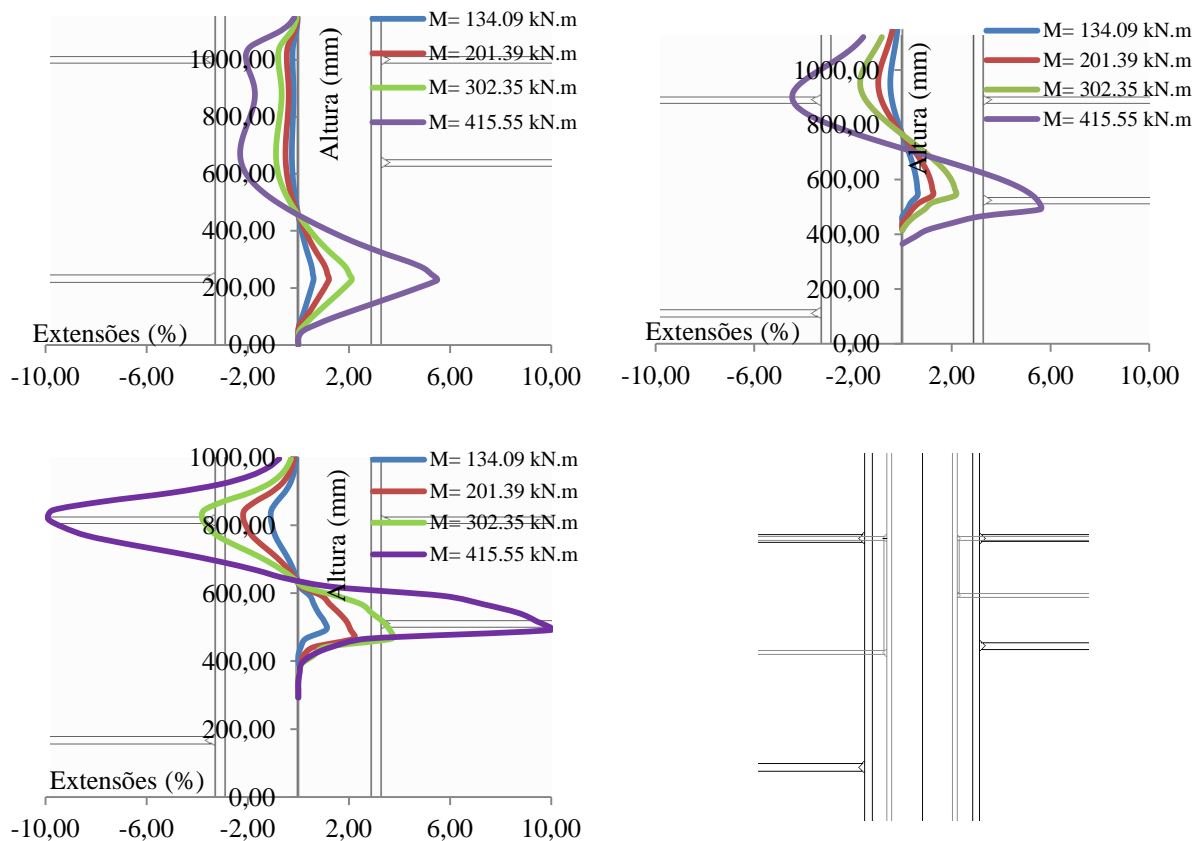 M= 134.09 kN.m
1000,00
M= 201.39 kN.m
Altura (mm)
M= 302.35 kN.m
800,00
M= 415.55 kN.m
600,00
400,00
200,00
Extensões (%)
0,00
-10,00 -6,00 -2,00 2,00 6,00 10,00
M= 134.09 kN.m
M= 201.39 kN.m
1000,00
Altura (mm)
M= 302.35 kN.m
M= 415.55 kN.m
800,00
600,00
400,00
200,00
Extensões (%)
0,00
-10,00 -6,00 -2,00 2,00 6,00 10,00
1000,00
M= 134.09 kN.m
M= 201.39 kN.m
Altura (mm)
800,00
M= 302.35 kN.m
M= 415.55 kN.m
600,00
400,00
200,00
Extensões (%)
0,00
-10,00 -6,00 -2,00 2,00 6,00 10,00